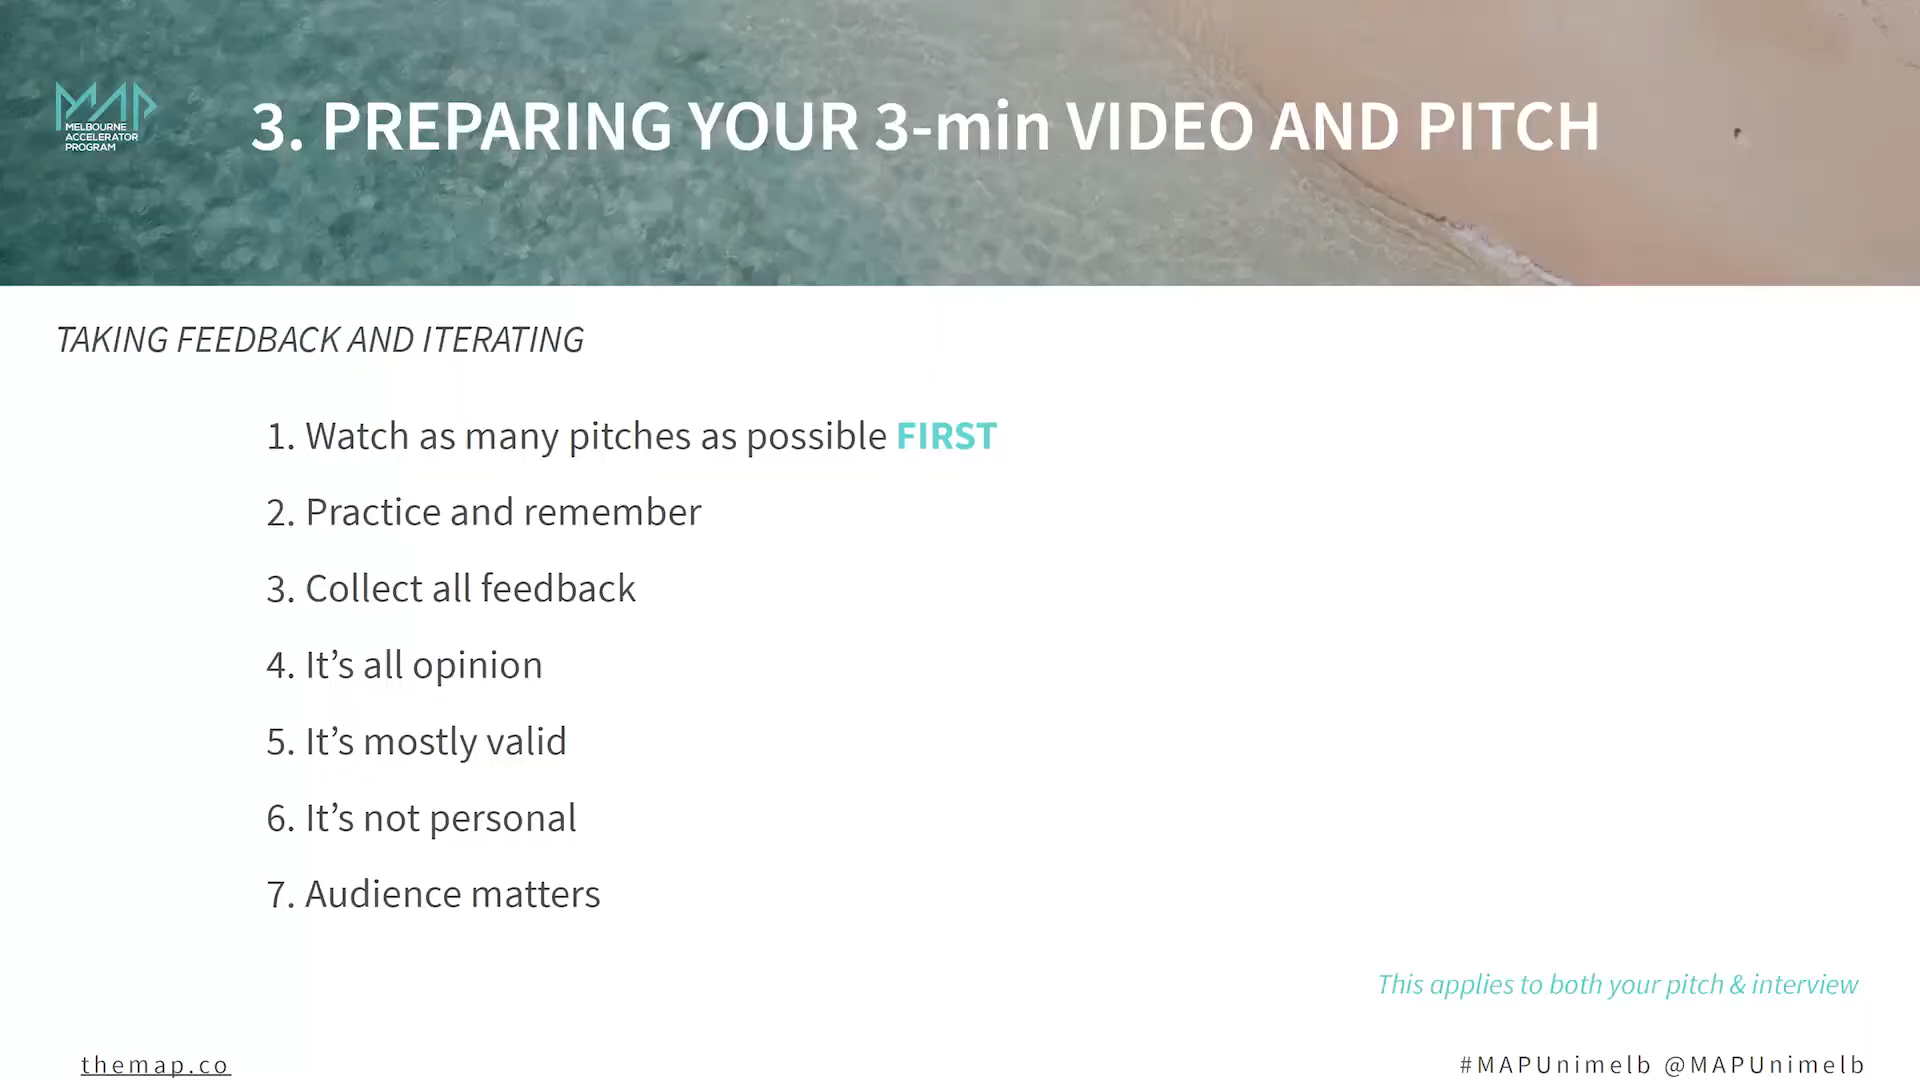 MELBOURNE
ACCELERATOR
PROGRAM
3. PREPARING YOUR 3-min VIDEO AND PITCH
TAKING FEEDBACK AND ITERATING
1. Watch as many pitches as possible FIRST
2. Practice and remember
3. Collect all feedback
4. It’s all opinion
5. It’s mostly valid
6. It’s not personal
7. Audience matters
This applies to both your pitch & interview
themap.co
#MAPUnimelb @MAPUnimelb